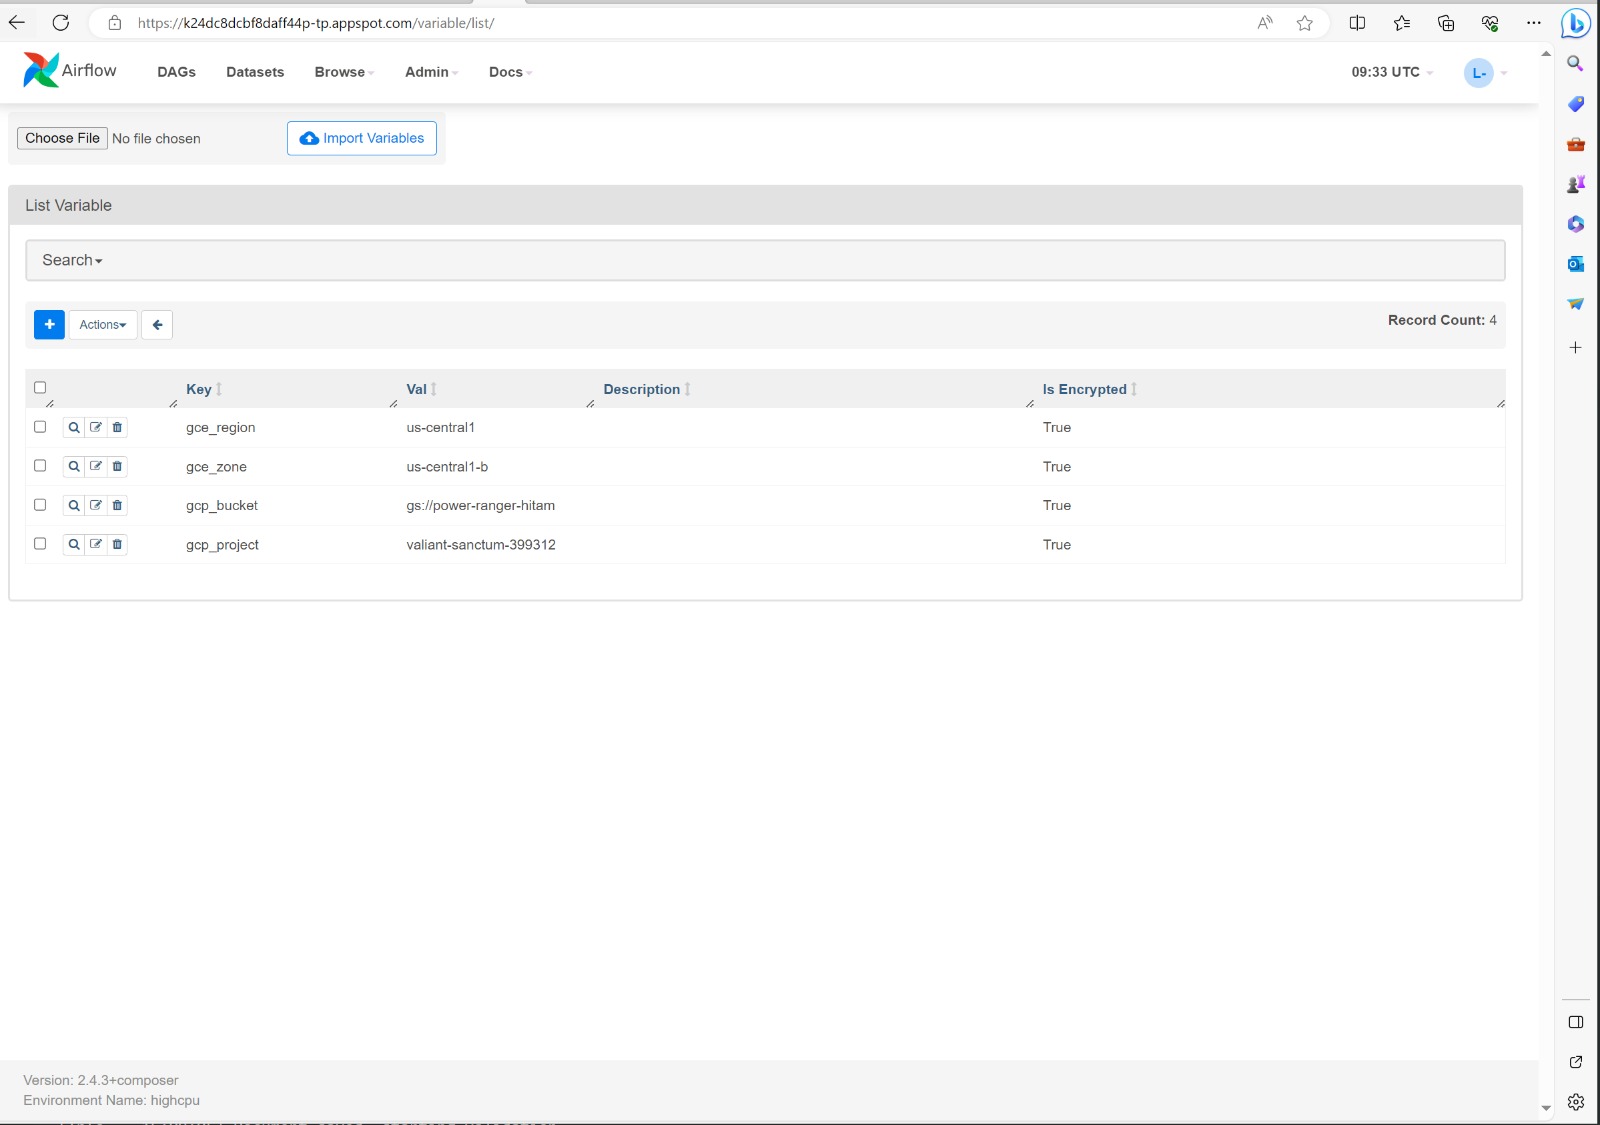 https://k24dc8dcbf8daff44p-tp.appspot.com/variable/list/
Airflow DAGs Datasets Browse Admin Docs 09:33 UTC L-
Choose File No file chosen Import Variables
List Variable
Search
Actions Record Count: 4
Key Val Description Is Encrypted
gce_region us-central1 True
gce_zone us-central1-b True
gcp_bucket gs://power-ranger-hitam True
gcp_project valiant-sanctum-399312 True
Version: 2.4.3+composer
Environment Name: highcpu